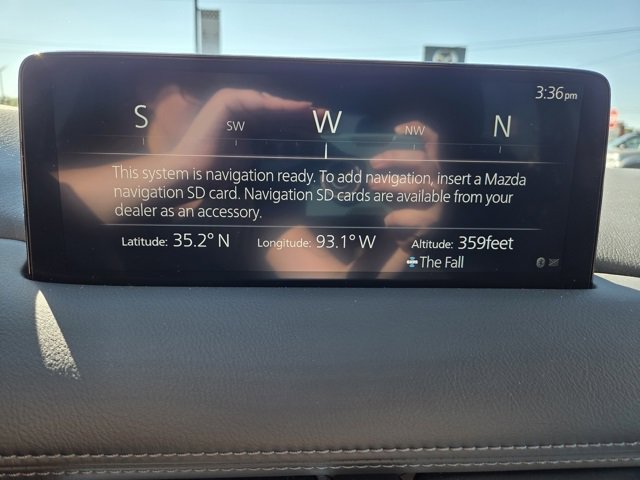 3:36pm
S SW W NW N
This system is navigation ready. To add navigation, insert a Mazda
navigation SD card. Navigation SD cards are available from your
dealer as an accessory.
Latitude: 35.2° N Longitude: 93.1° W Altitude: 359feet
The Fall